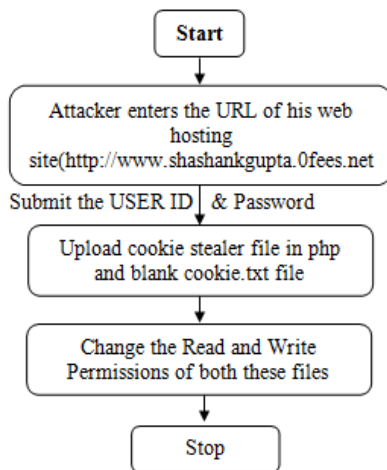 Start
Attacker enters the URL of his web
hosting
site(http://www.shashankgupta.0fees.net
Submit the USER ID & Password
Upload cookie stealer file in php
and blank cookie.txt file
Change the Read and Write
Permissions of both these files
Stop